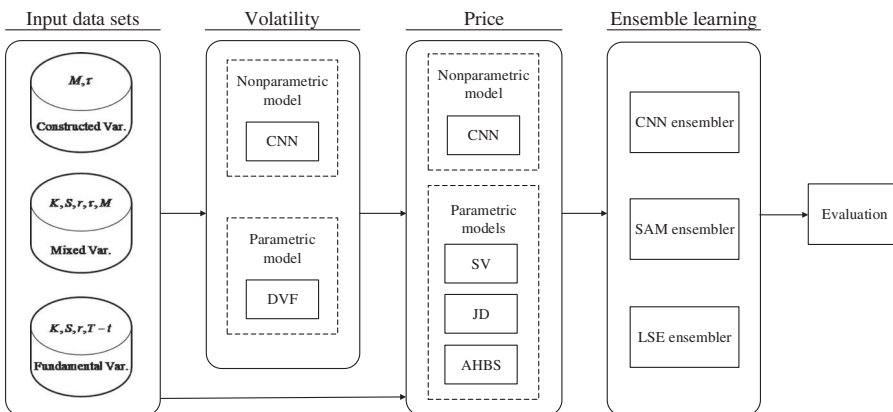 Input data sets
Volatility
Price
Ensemble learning
M,τ
Constructed Var.
K,S,r,τ,M
Mixed Var.
K,S,r,T−t
Fundamental Var.
Nonparametric
model
CNN
Parametric
model
DVF
Nonparametric
model
CNN
Parametric
models
SV
JD
AHBS
CNN ensembler
SAM ensembler
LSE ensembler
Evaluation